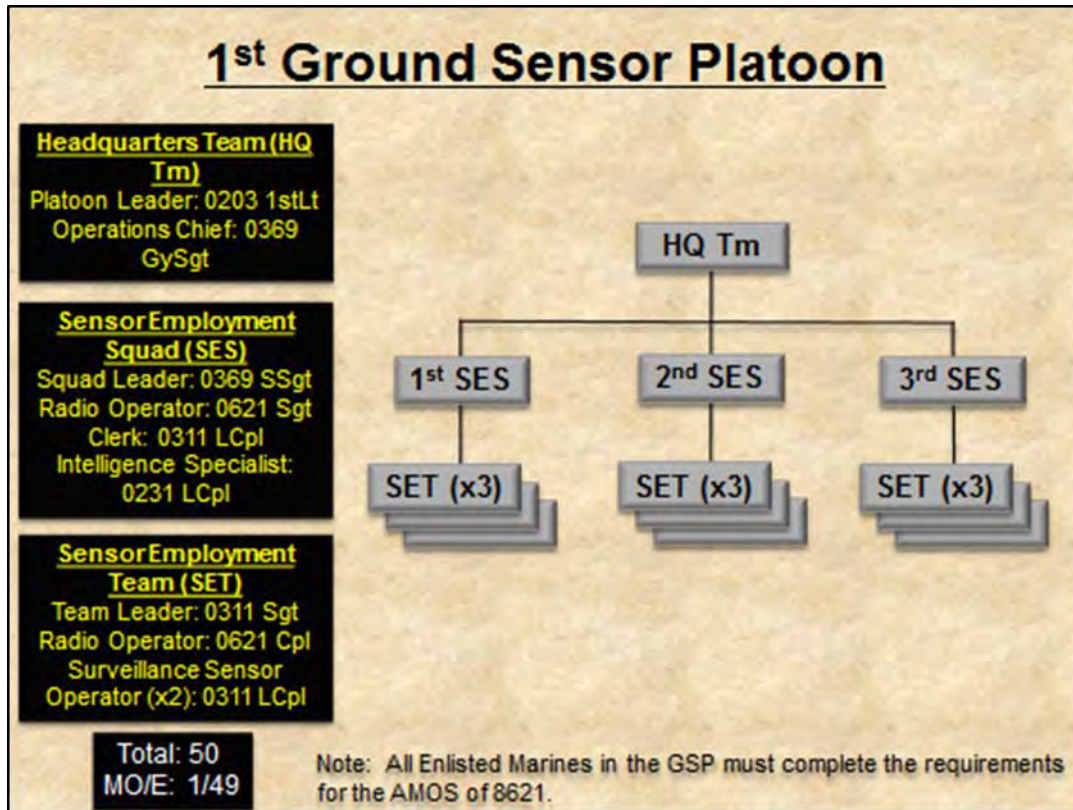 1st Ground Sensor Platoon
Headquarters Team (HQ
Tm)
Platoon Leader: 0203 1stLt
Operations Chief: 0369
GySgt
Sensor Employment
Squad (SES)
Squad Leader: 0369 SSgt
Radio Operator: 0621 Sgt
Clerk: 0311 LCpl
Intelligence Specialist:
0231 LCpl
Sensor Employment
Team (SET)
Team Leader: 0311 Sgt
Radio Operator: 0621 Cpl
Surveillance Sensor
Operator (x2): 0311 LCpl
Total: 50
MO/E: 1/49
HQ Tm
1st SES
2nd SES
3rd SES
SET (x3)
SET (x3)
SET (x3)
Note: All Enlisted Marines in the GSP must complete the requirements
for the AMOS of 8621.